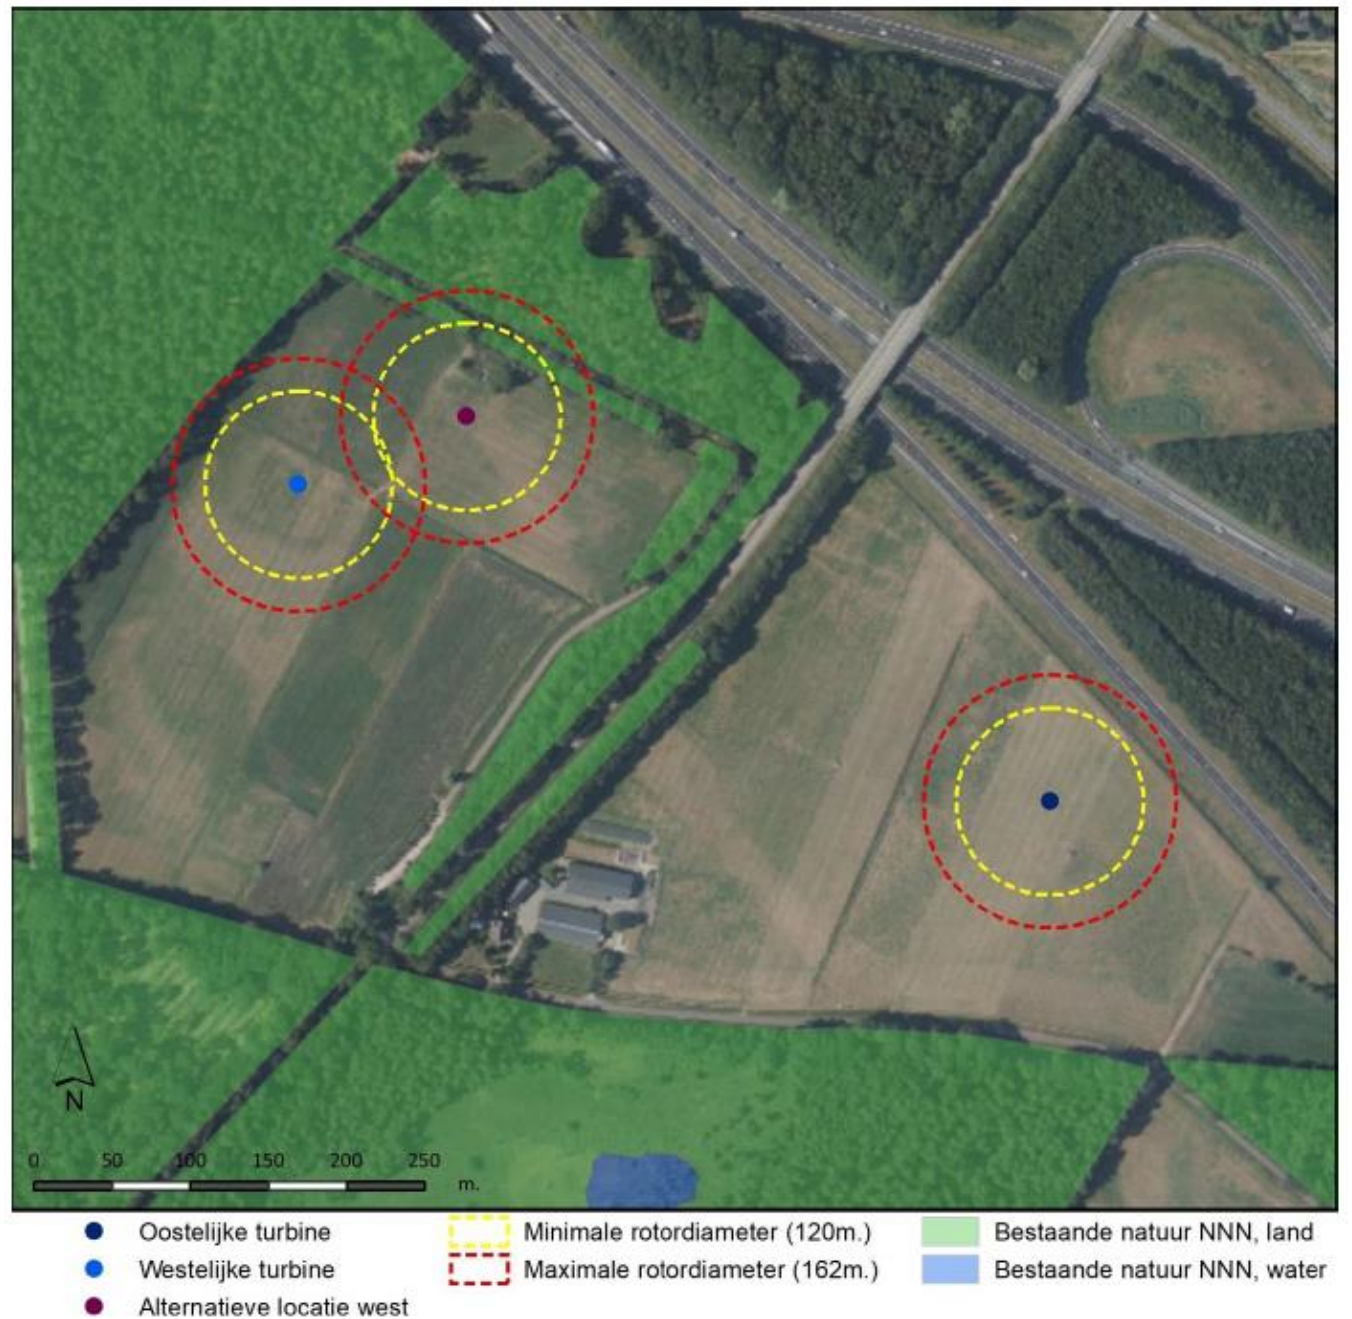 N
0 50 100 150 200 250
m.
Oostelijke turbine
Minimale rotordiameter (120m.)
Bestaande natuur NNN, land
Westelijke turbine
Maximale rotordiameter (162m.)
Bestaande natuur NNN, water
Alternatieve locatie west